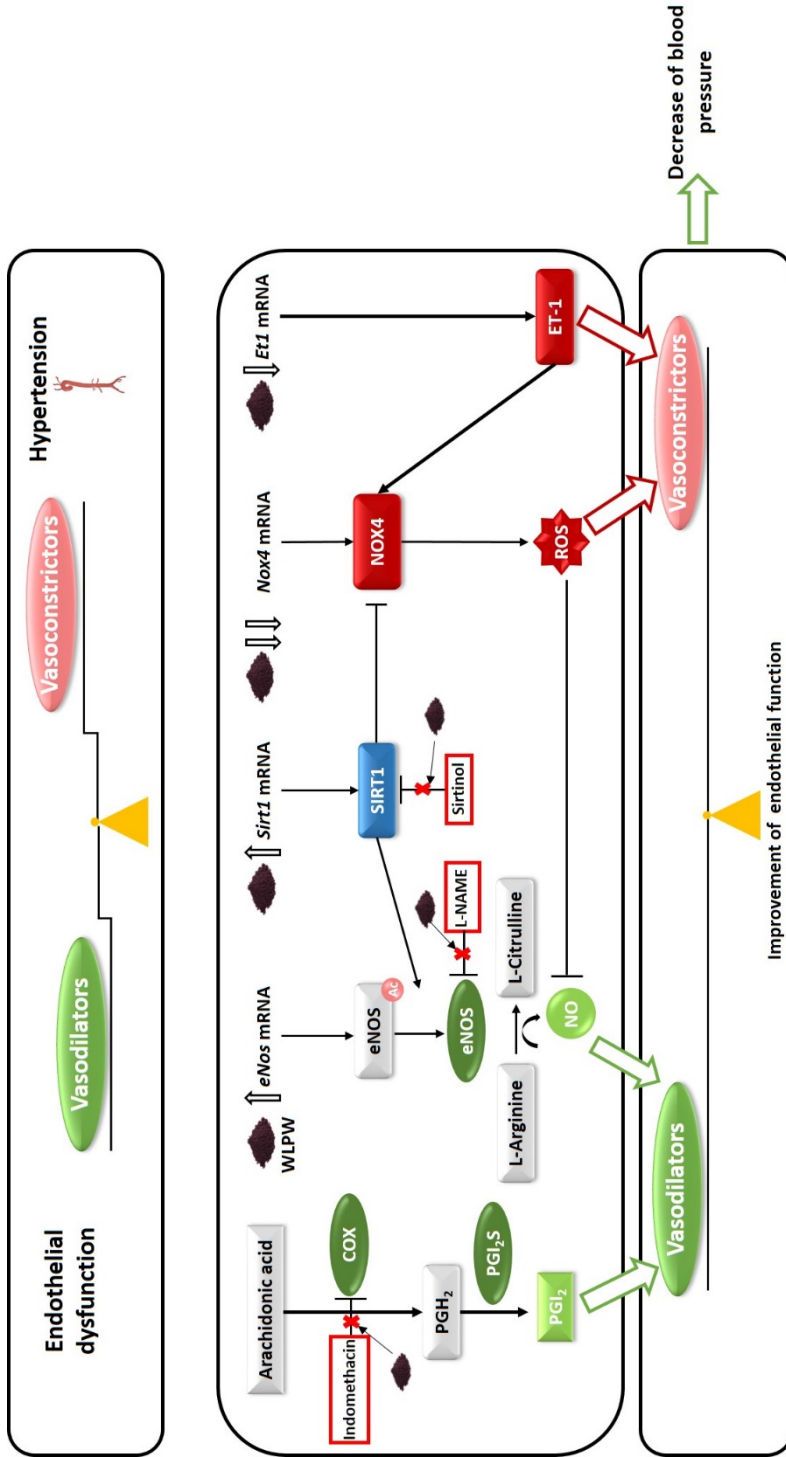 Endothelial
dysfunction
Vasodilators
Vasoconstrictors
Hypertension
Arachidonic acid
Indomethacin
COX
PGH₂
PGI₂S
PGI₂
WLPW
eNos mRNA
eNOS
Ac
eNOS
L-NAME
L-Arginine
L-Citrulline
NO
Sirt1 mRNA
SIRT1
Sirtinol
Nox4 mRNA
NOX4
ROS
Et1 mRNA
ET-1
Vasodilators
Vasoconstrictors
Improvement of endothelial function
Decrease of blood
pressure